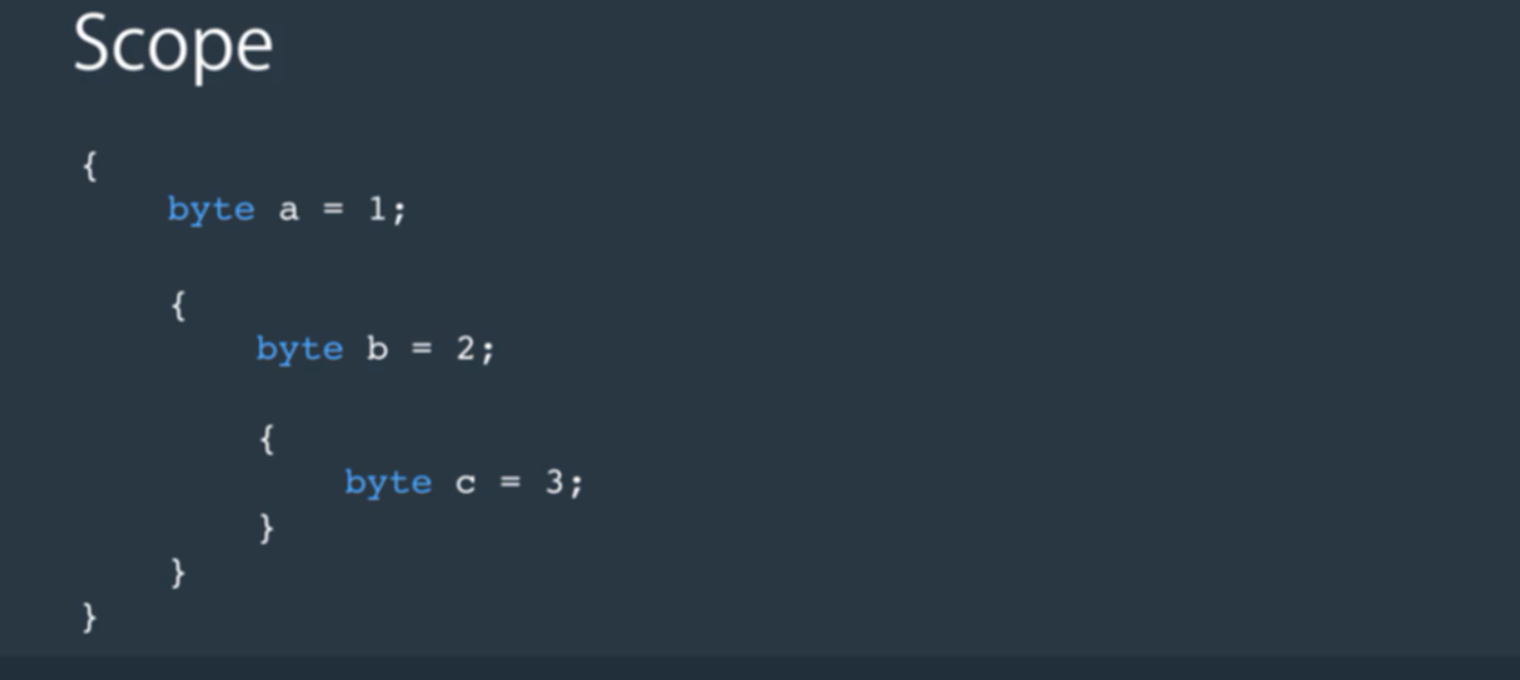 Scope
{
byte a = 1;
{
byte b = 2;
{
byte c = 3;
}
}
}